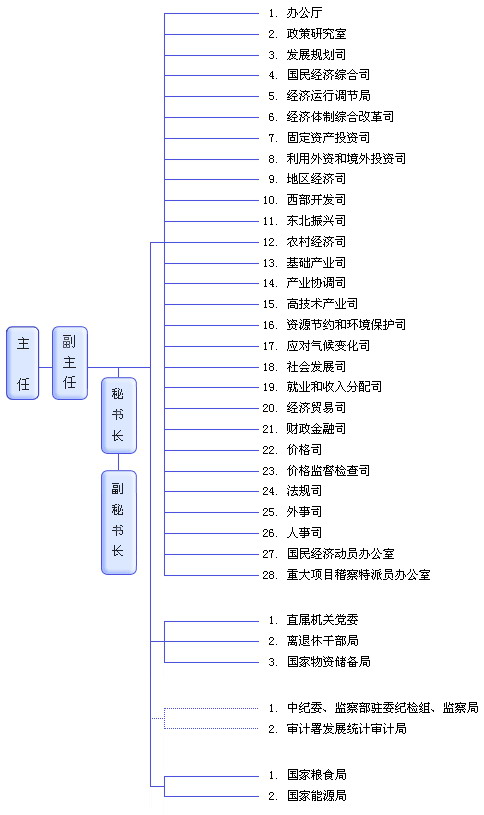 1. 办公厅
2. 政策研究室
3. 发展规划司
4. 国民经济综合司
5. 经济运行调节局
6. 经济体制综合改革司
7. 固定资产投资司
8. 利用外资和境外投资司
9. 地区经济司
10. 西部开发司
11. 东北振兴司
12. 农村经济司
13. 基础产业司
14. 产业协调司
15. 高技术产业司
16. 资源节约和环境保护司
17. 应对气候变化司
18. 社会发展司
19. 就业和收入分配司
20. 经济贸易司
21. 财政金融司
22. 价格司
23. 价格监督检查司
24. 法规司
25. 外事司
26. 人事司
27. 国民经济动员办公室
28. 重大项目稽察特派员办公室
主任
副主任
秘书长
副秘书长
1. 直属机关党委
2. 离退休干部局
3. 国家物资储备局
1. 中纪委、监察部驻委纪检组、监察局
2. 审计署发展统计审计局
1. 国家粮食局
2. 国家能源局